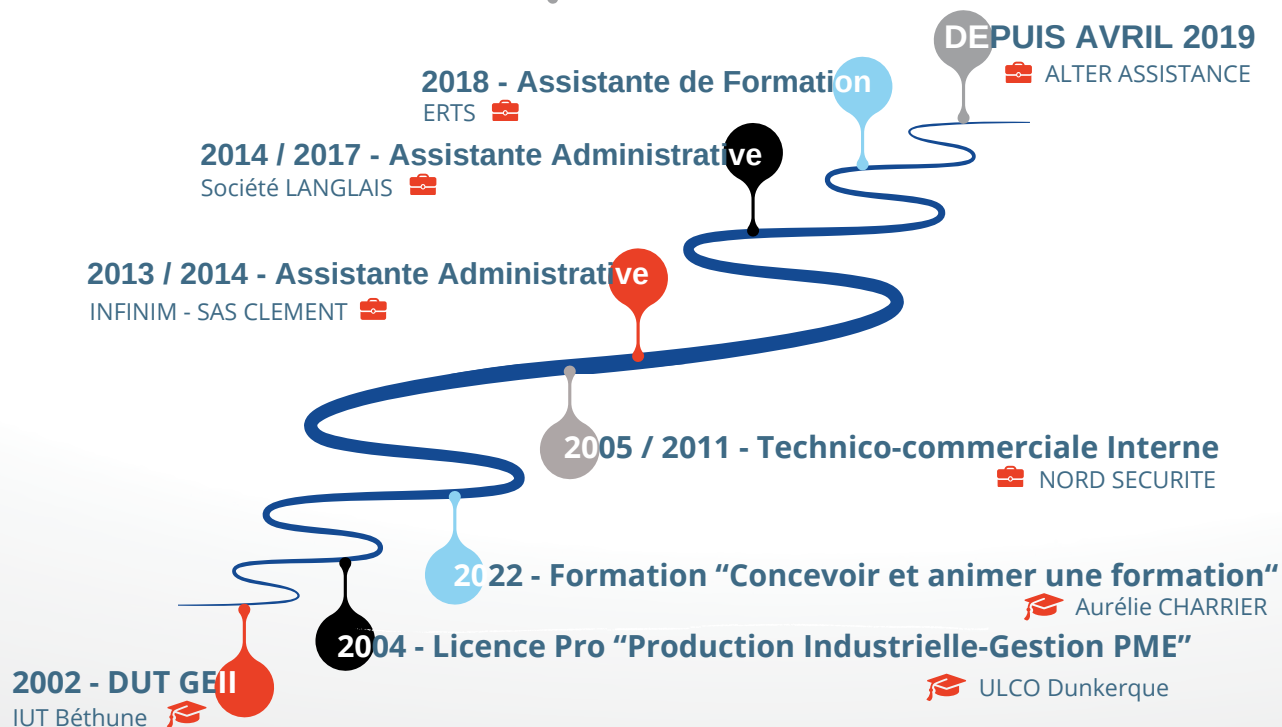 DEPUIS AVRIL 2019
ALTER ASSISTANCE
2018 - Assistante de Formation
ERTS
2014 / 2017 - Assistante Administrative
Société LANGLAIS
2013 / 2014 - Assistante Administrative
INFINIM - SAS CLEMENT
2005 / 2011 - Technico-commerciale Interne
NORD SECURITE
2022 - Formation “Concevoir et animer une formation“
Aurélie CHARRIER
2004 - Licence Pro “Production Industrielle-Gestion PME”
ULCO Dunkerque
2002 - DUT GEII
IUT Béthune